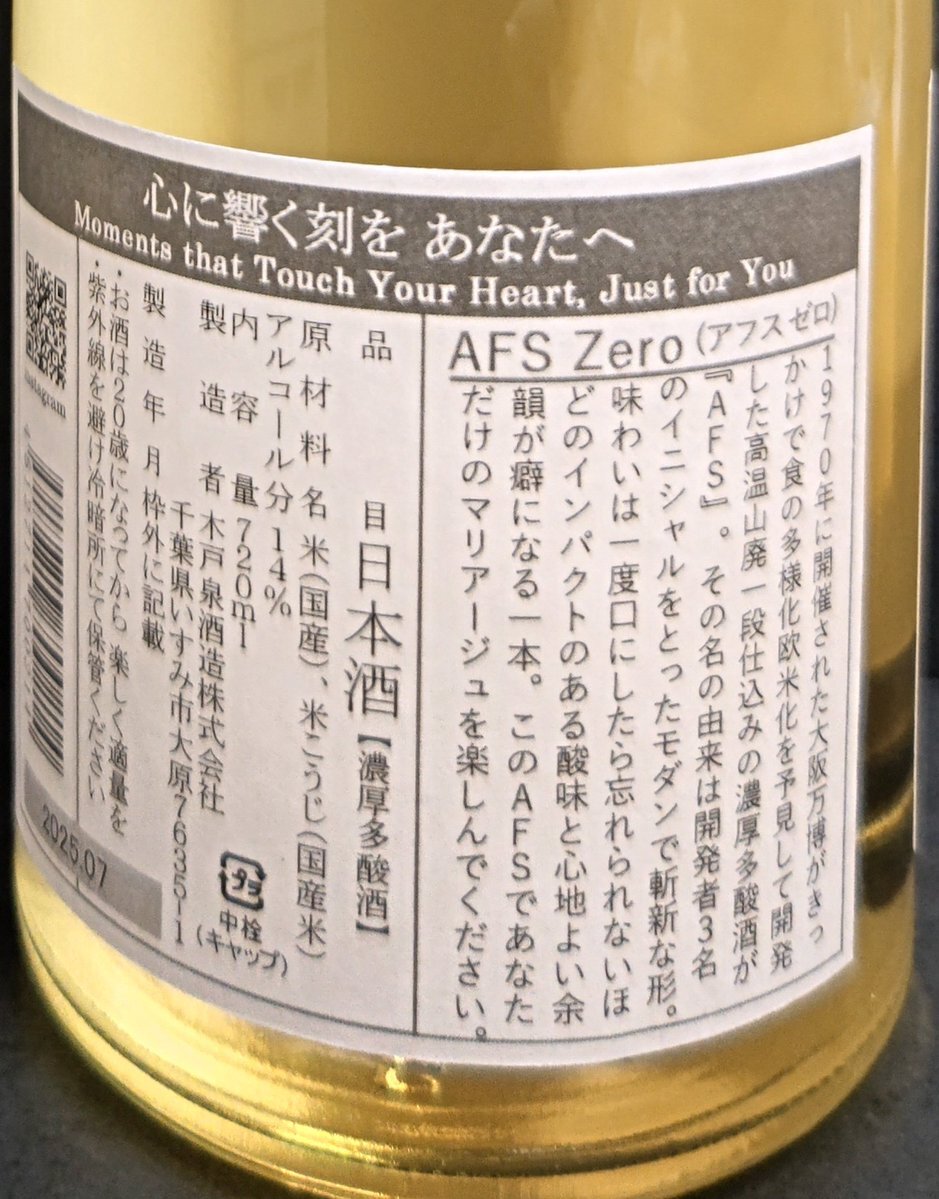 心に響く刻を あなたへ
Moments that Touch Your Heart, Just for You
AFS Zero (アフス ゼロ)
1970年に開催された大阪万博がきっ
かけで食の多様化欧米化を予見して開発
した高温山廃一段仕込みの濃厚多酸酒が
『AFS』。その名の由来は開発者3名
のイニシャルをとったモダンで斬新な形。
味わいは一度口にしたら忘れられないほ
どのインパクトのある酸味と心地よい余
韻が癖になる一本。このAFSであなた
だけのマリアージュを楽しんでください。
品目 日本酒【濃厚多酸酒】
原材料名 米(国産)、米こうじ(国産米)
アルコール分 14%
内容量 720ml
製造者 木戸泉酒造株式会社
千葉県いすみ市大原7635-1
製造年月 枠外に記載
・お酒は20歳になってから 楽しく適量を
・紫外線を避け冷暗所にて保管ください
プラ
中栓
(キャップ)
Instagram
2025.07